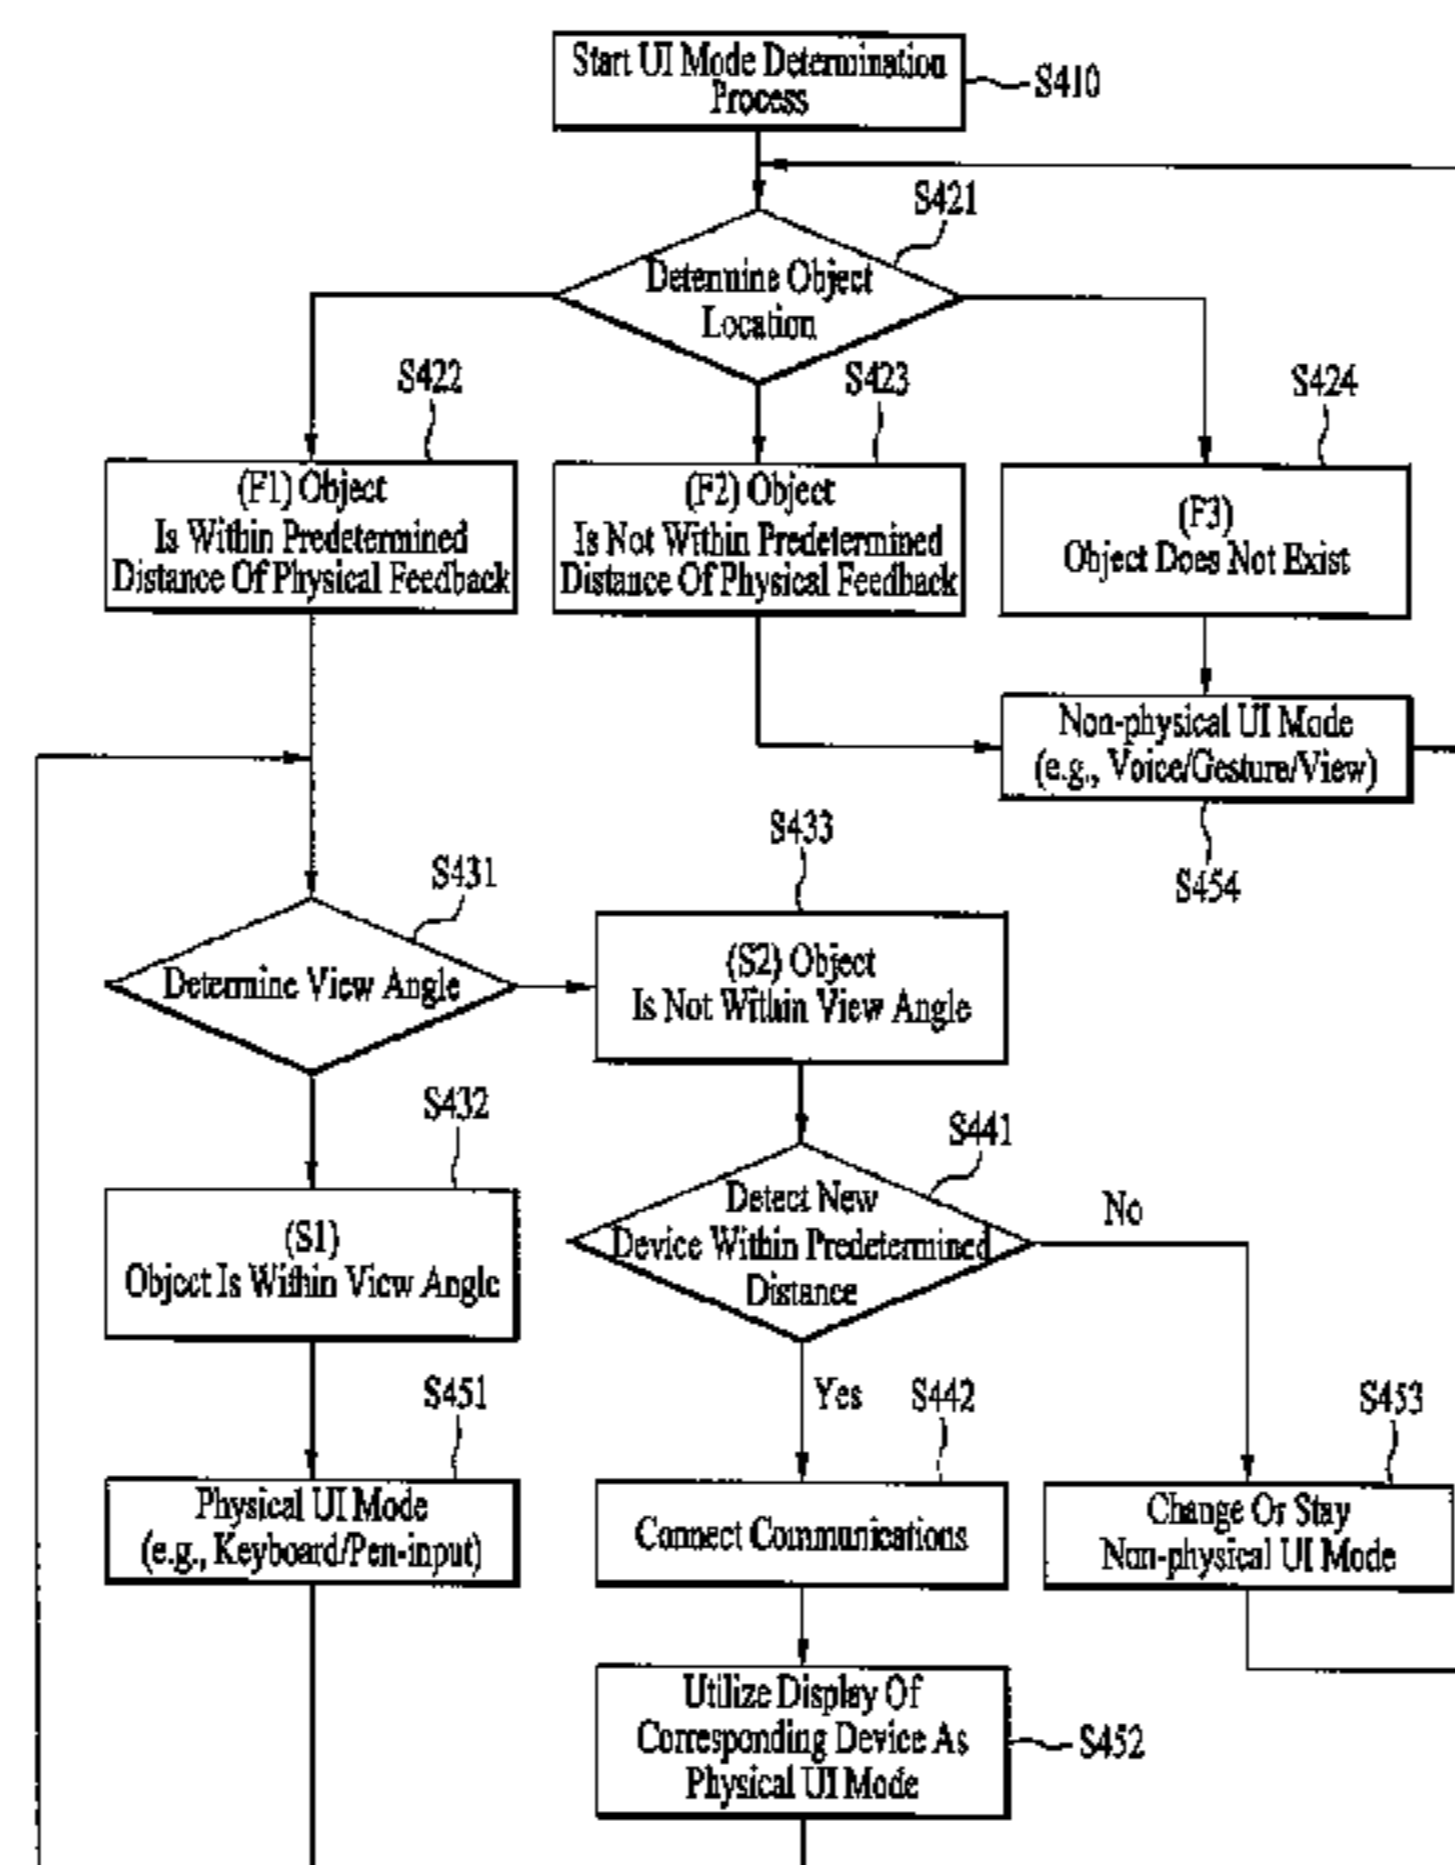 Start UI Mode Determination
Process
S410
S421
Determine Object
Location
S422
S423
S424
(F1) Object
Is Within Predetermined
Distance Of Physical Feedback
(F2) Object
Is Not Within Predetermined
Distance Of Physical Feedback
(F3)
Object Does Not Exist
Non-physical UI Mode
(e.g., Voice/Gesture/View)
S454
S431
Determine View Angle
S433
(S2) Object
Is Not Within View Angle
S432
(S1)
Object Is Within View Angle
S441
Detect New
Device Within Predetermined
Distance
No
Yes
S451
Physical UI Mode
(e.g., Keyboard/Pen-input)
S442
Connect Communications
S453
Change Or Stay
Non-physical UI Mode
Utilize Display Of
Corresponding Device As
Physical UI Mode
S452